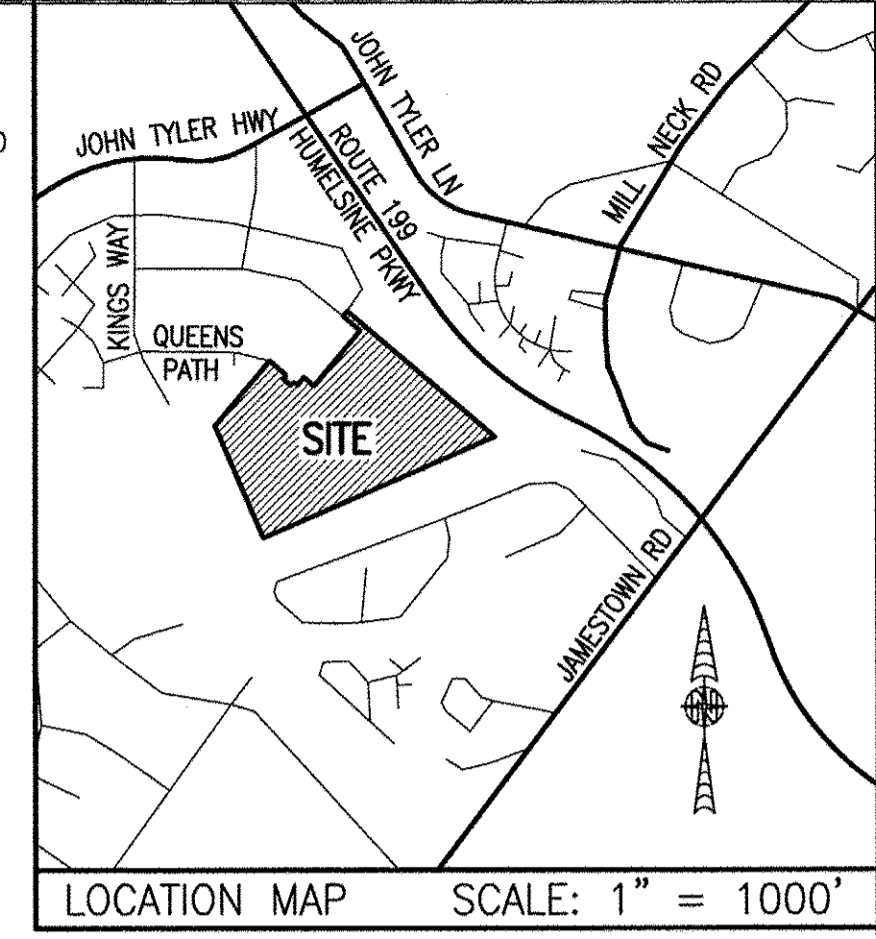 JOHN TYLER HWY
JOHN TYLER LN
ROUTE 199
HUMELSINE PKWY
MILL NECK RD
KINGS WAY
QUEENS
PATH
SITE
JAMESTOWN RD
LOCATION MAP SCALE: 1" = 1000'